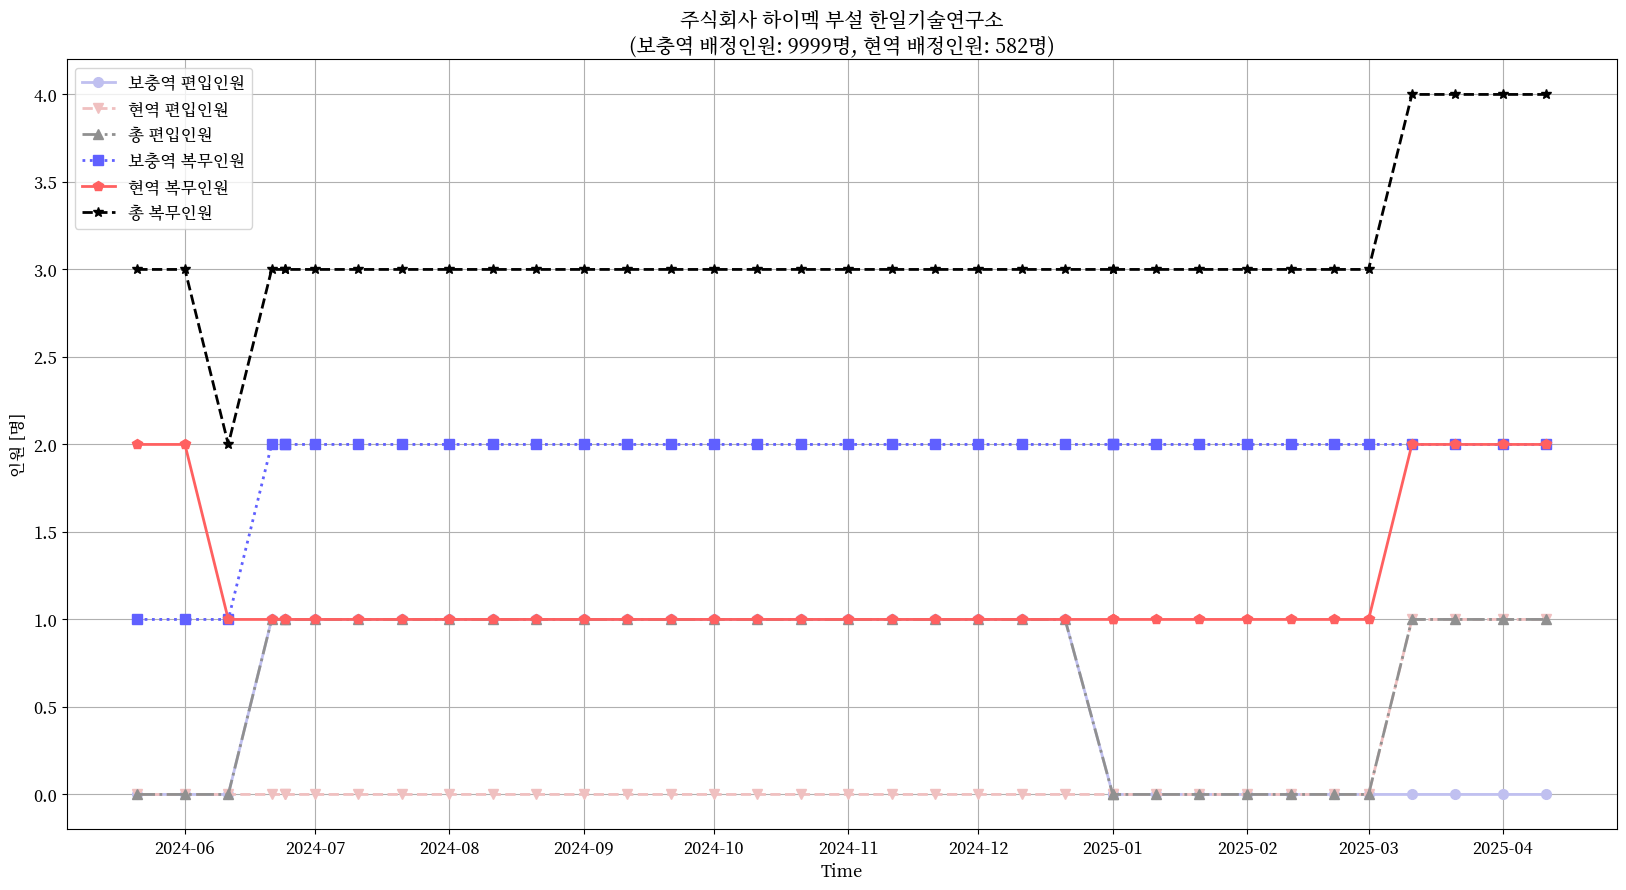 주식회사 하이멕 부설 한일기술연구소
(보충역 배정인원: 9999명, 현역 배정인원: 582명)
보충역 편입인원
현역 편입인원
총 편입인원
보충역 복무인원
현역 복무인원
총 복무인원
4.0
3.5
3.0
2.5
2.0
1.5
1.0
0.5
0.0
인원 [명]
2024-06 2024-07 2024-08 2024-09 2024-10 2024-11 2024-12 2025-01 2025-02 2025-03 2025-04
Time